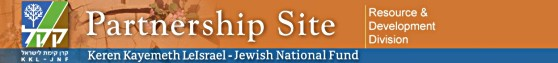 קק"ל
קרן קימת לישראל
KKL - JNF
Partnership Site
Resource &
Development
Division
Keren Kayemeth LeIsrael - Jewish National Fund